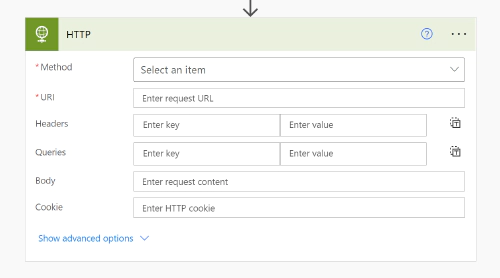 HTTP
* Method
Select an item
* URI
Enter request URL
Headers
Enter key
Enter value
Queries
Enter key
Enter value
Body
Enter request content
Cookie
Enter HTTP cookie
Show advanced options